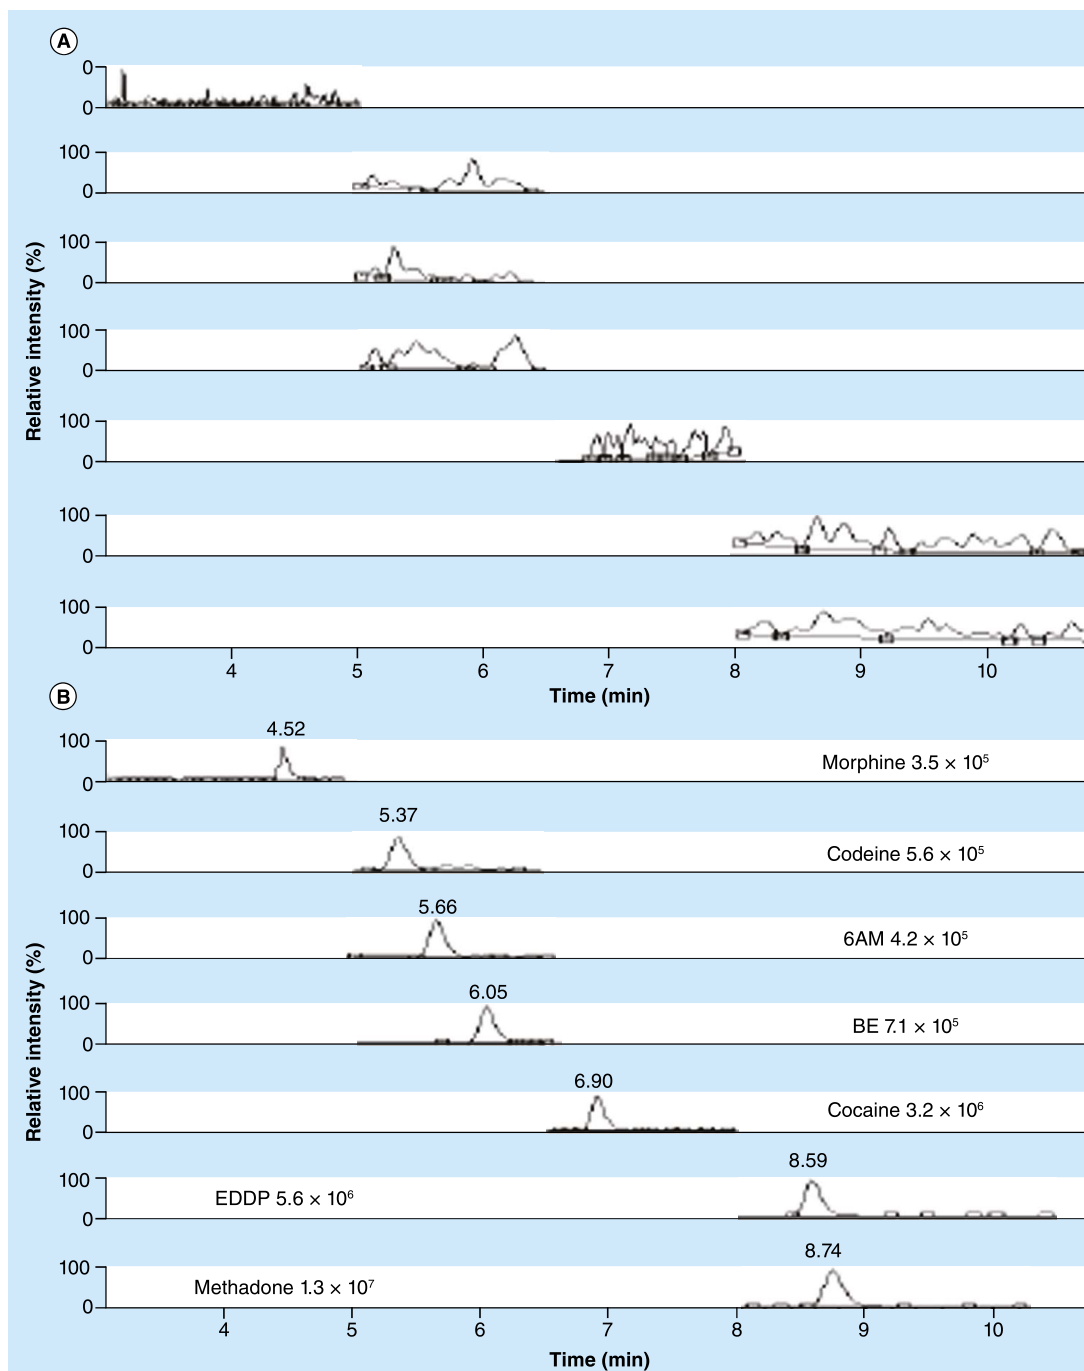 A
0
0
100
0
100
0
100
0
100
0
100
0
100
0
Relative intensity (%)
4 5 6 7 8 9 10
Time (min)
B
4.52
100
Morphine 3.5 × 10⁵
0
5.37
100
Codeine 5.6 × 10⁵
0
5.66
100
6AM 4.2 × 10⁵
0
6.05
100
BE 7.1 × 10⁵
0
6.90
100
Cocaine 3.2 × 10⁶
0
8.59
100
EDDP 5.6 × 10⁶
0
8.74
100
Methadone 1.3 × 10⁷
0
Relative intensity (%)
4 5 6 7 8 9 10
Time (min)